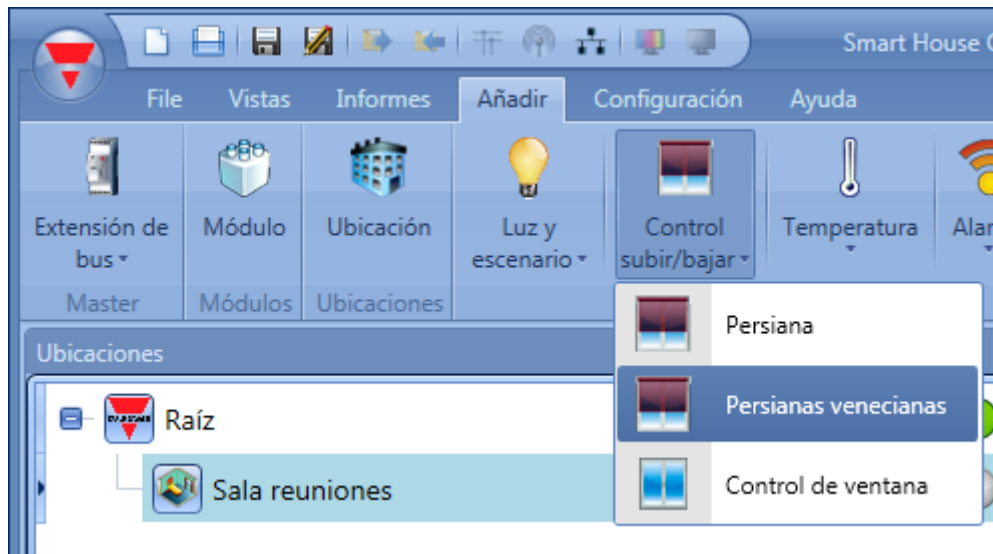 Smart House
File Vistas Informes Añadir Configuración Ayuda
Extensión de bus
Módulo
Ubicación
Luz y escenario
Control subir/bajar
Temperatura
Master Módulos Ubicaciones
Persiana
Persianas venecianas
Control de ventana
Ubicaciones
Raíz
Sala reuniones